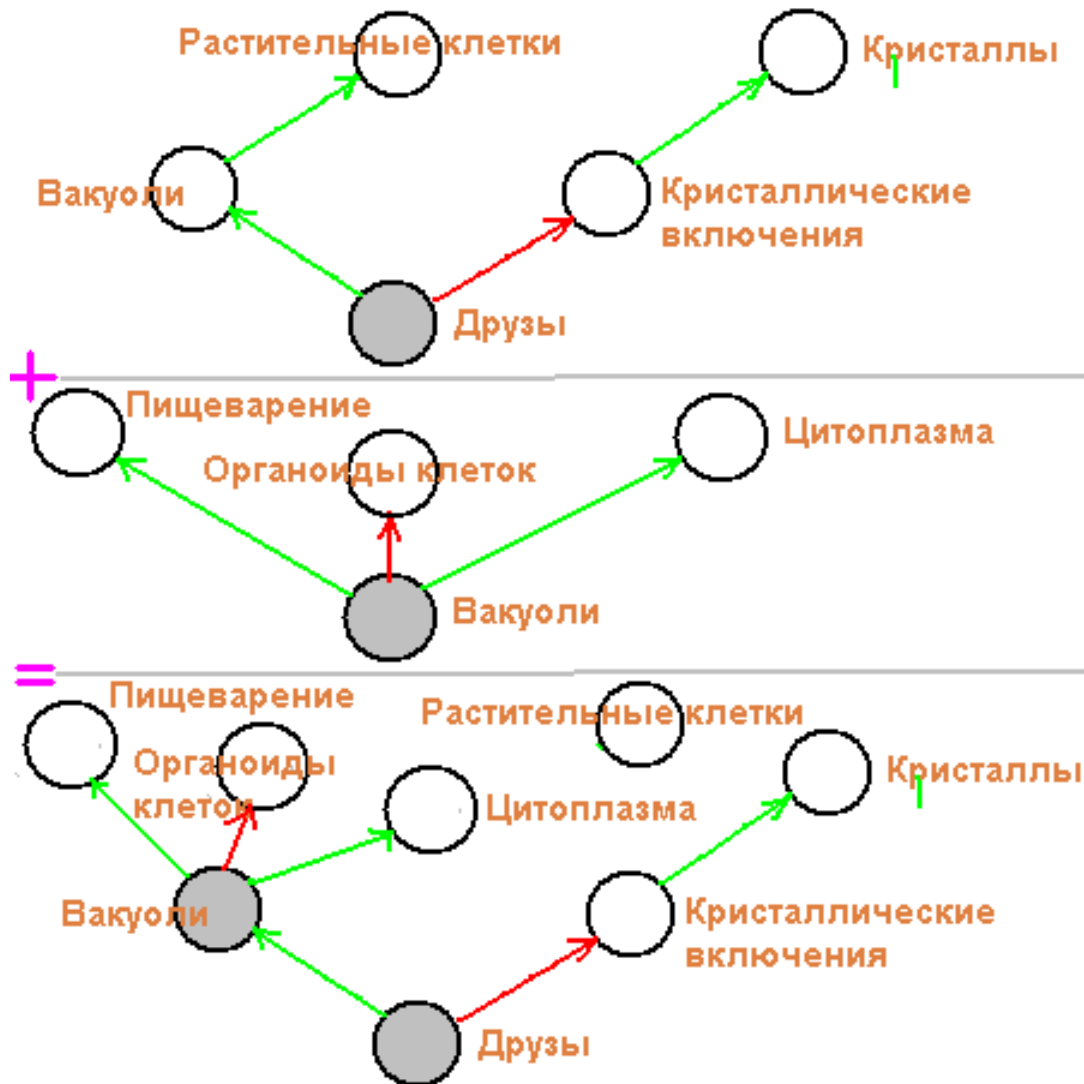 Растительные клетки
Кристаллы
Вакуоли
Кристаллические
включения
Друзы
+
Пищеварение
Цитоплазма
Органоиды клеток
Вакуоли
=
Пищеварение
Растительные клетки
Органоиды
клеток
Кристаллы
Цитоплазма
Вакуоли
Кристаллические
включения
Друзы